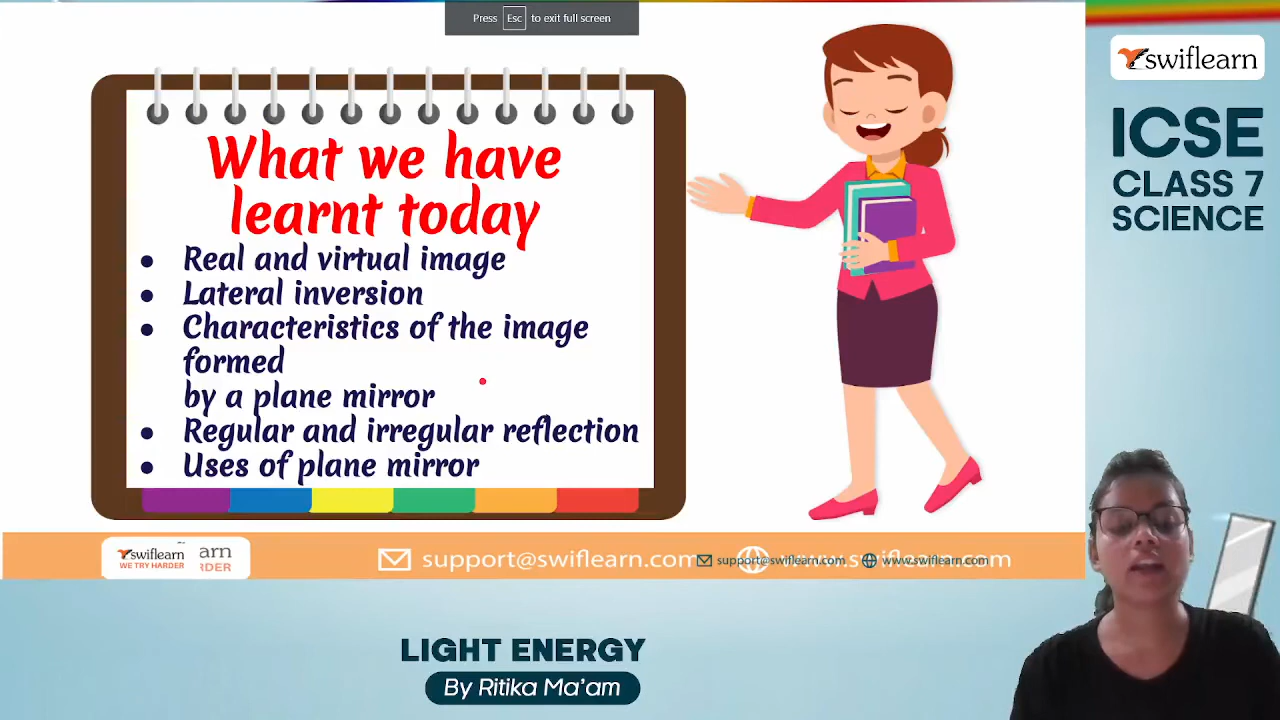 Press Esc to exit full screen
swiflearn
ICSE
CLASS 7
SCIENCE
What we have
learnt today
• Real and virtual image
• Lateral inversion
• Characteristics of the image
formed
by a plane mirror
• Regular and irregular reflection
• Uses of plane mirror
swiflearn
WE TRY HARDER
support@swiflearn.com
support@swiflearn.com
www.swiflearn.com
LIGHT ENERGY
By Ritika Ma'am